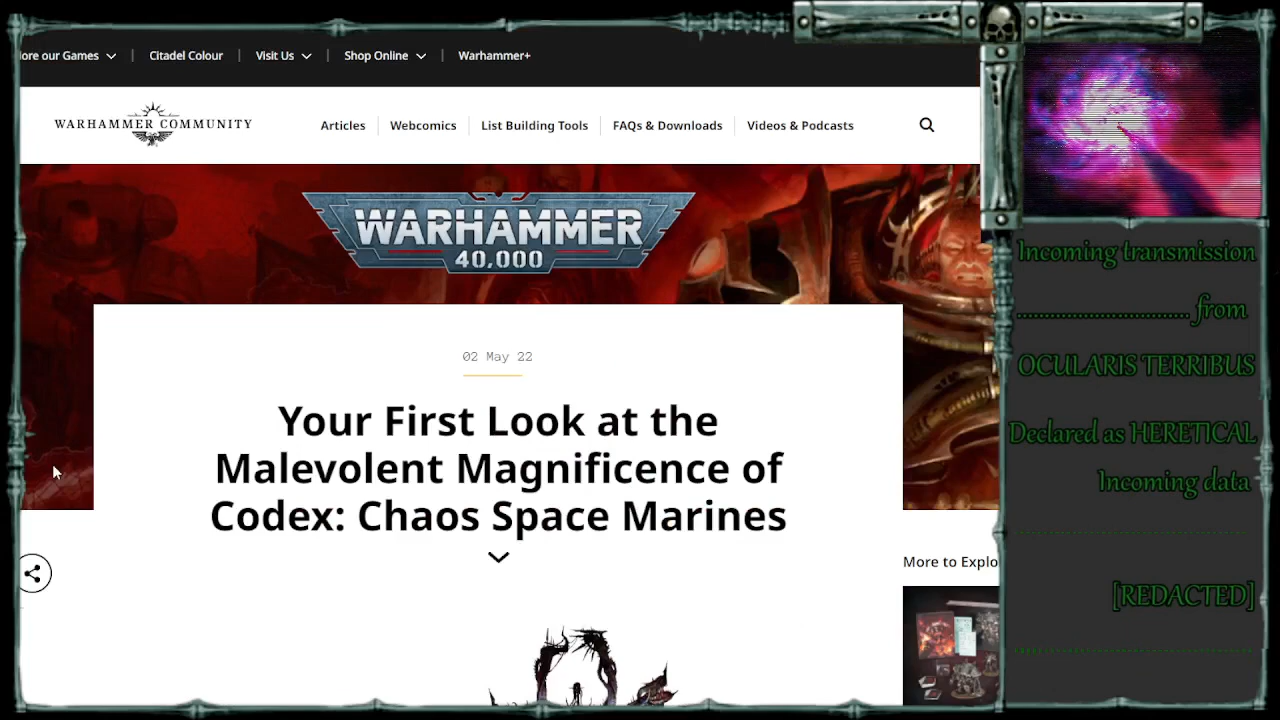 lore our Games
Citadel Colour
Visit Us
Shop Online
Warhammer+
WARHAMMER COMMUNITY
Articles
Webcomics
List Building Tools
FAQs & Downloads
Videos & Podcasts
WARHAMMER
40,000
02 May 22
Your First Look at the
Malevolent Magnificence of
Codex: Chaos Space Marines
More to Explo
Incoming transmission
................................ from
OCULARIS TERRIBUS
Declared as HERETICAL
Incoming data
[REDACTED]